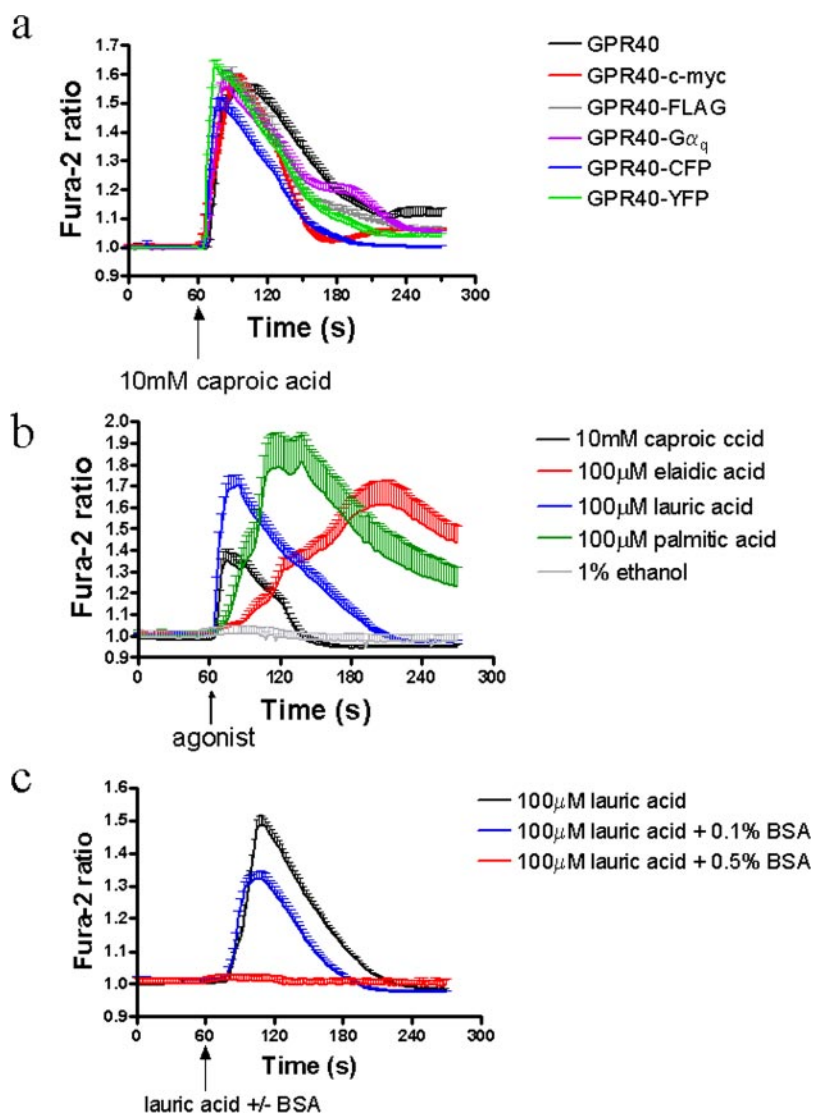 a
1.7
1.6
1.5
1.4
1.3
1.2
1.1
1.0
0.9
Fura-2 ratio
0
60
120
180
240
300
Time (s)
10mM caproic acid
GPR40
GPR40-c-myc
GPR40-FLAG
GPR40-Gαq
GPR40-CFP
GPR40-YFP
b
2.0
1.9
1.8
1.7
1.6
1.5
1.4
1.3
1.2
1.1
1.0
0.9
Fura-2 ratio
0
60
120
180
240
300
Time (s)
agonist
10mM caproic ccid
100μM elaidic acid
100μM lauric acid
100μM palmitic acid
1% ethanol
c
1.6
1.5
1.4
1.3
1.2
1.1
1.0
0.9
Fura-2 ratio
0
60
120
180
240
300
Time (s)
lauric acid +/- BSA
100μM lauric acid
100μM lauric acid + 0.1% BSA
100μM lauric acid + 0.5% BSA